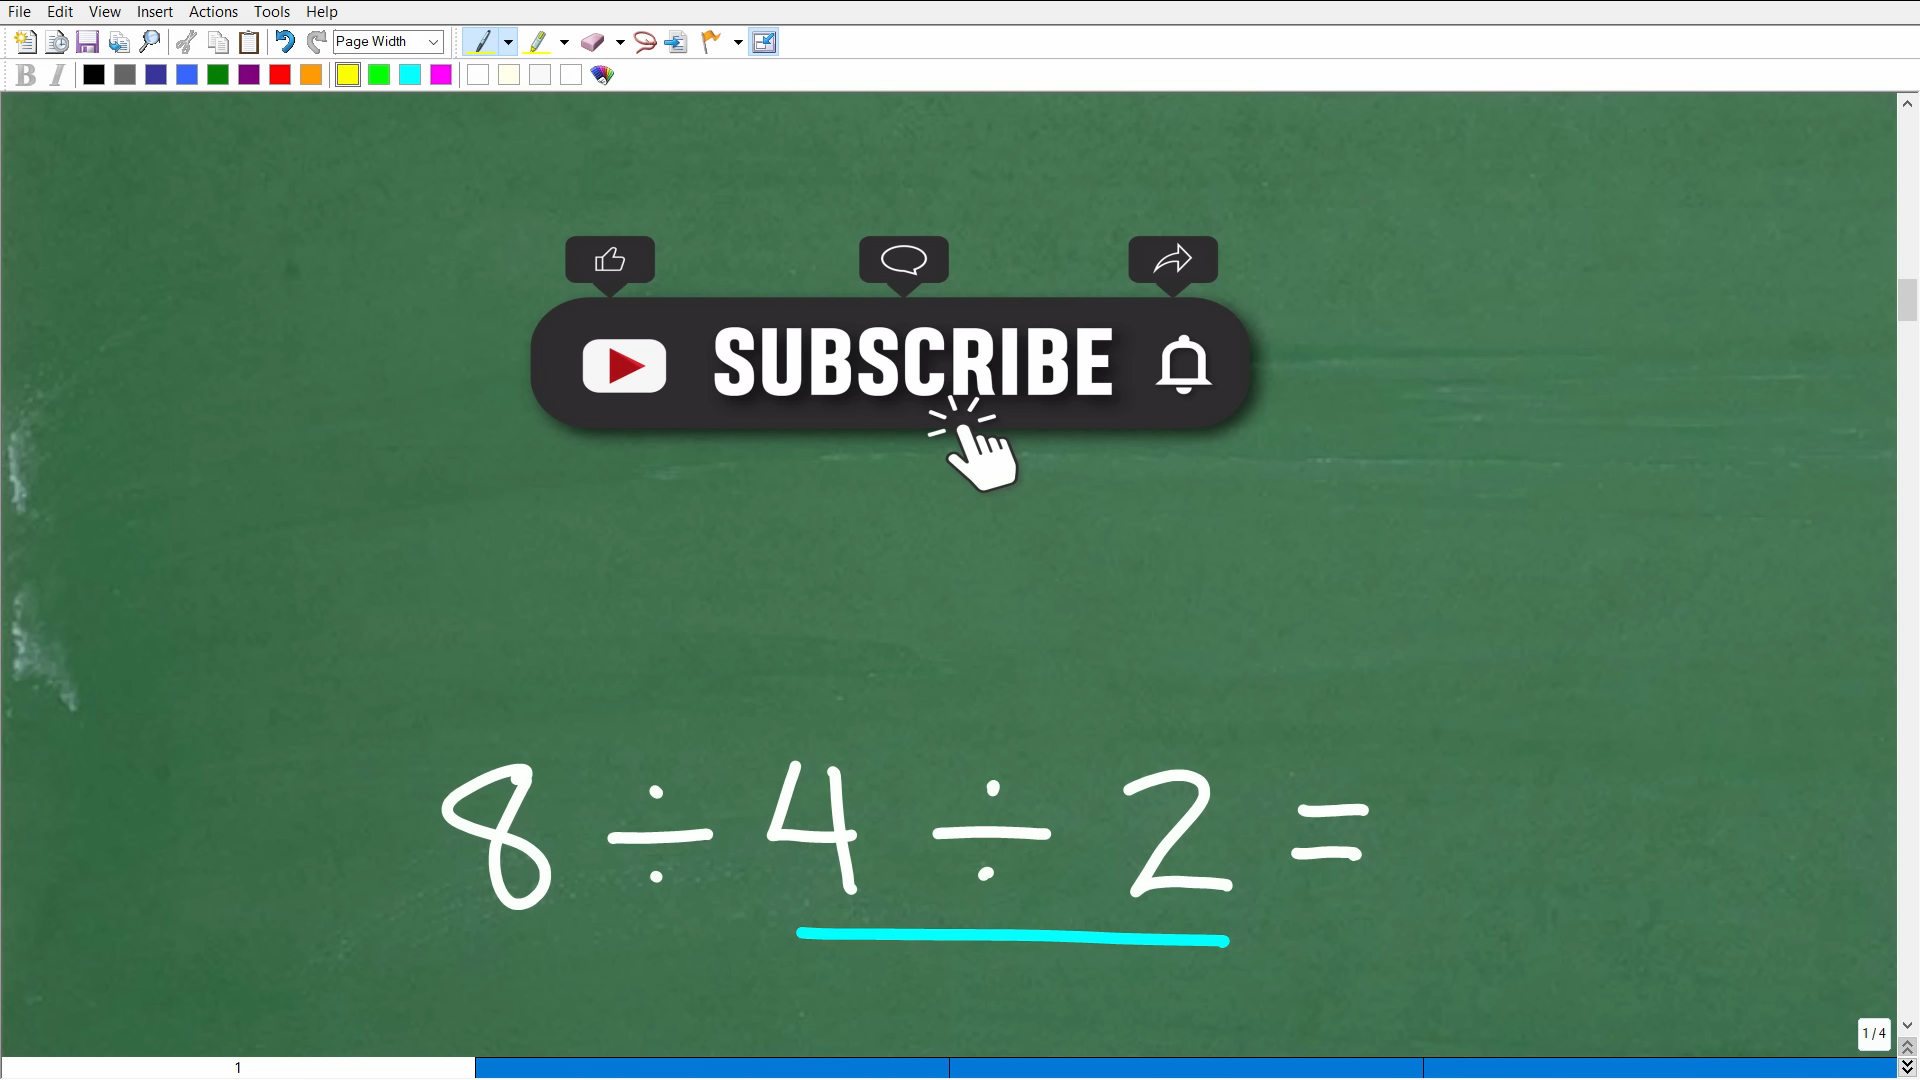 File Edit View Insert Actions Tools Help
Page Width
B I
SUBSCRIBE
8 ÷ 4 ÷ 2 =
1 / 4
1